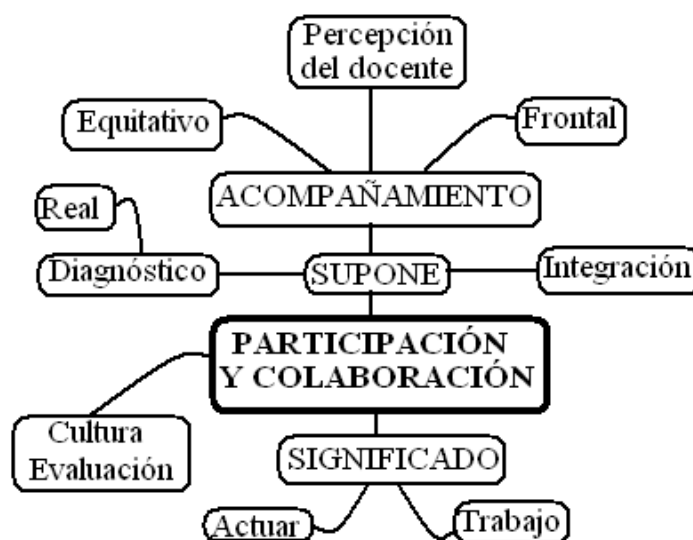 Percepción
del docente
Equitativo
Frontal
ACOMPAÑAMIENTO
Real
Diagnóstico
SUPONE
Integración
PARTICIPACIÓN
Y COLABORACIÓN
Cultura
Evaluación
SIGNIFICADO
Actuar
Trabajo